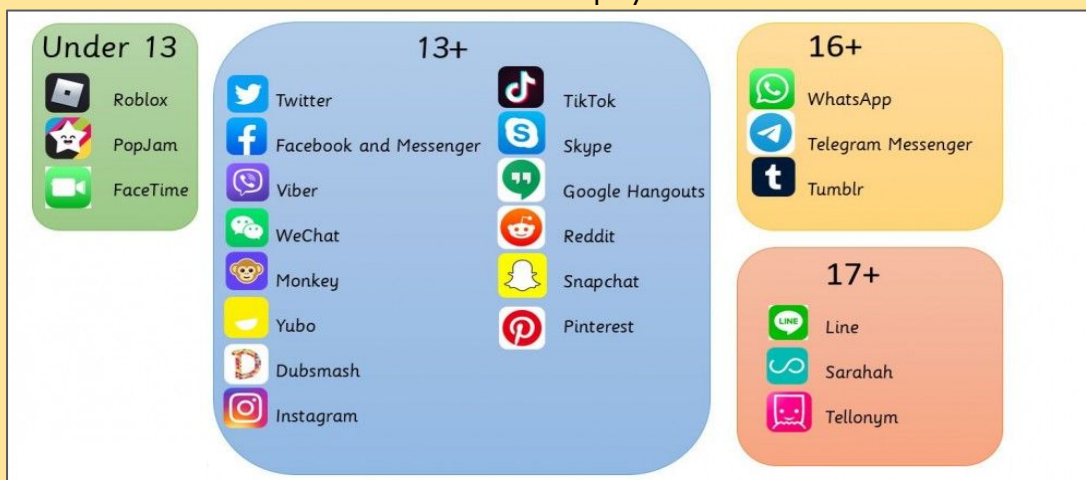 Under 13
Roblox
PopJam
FaceTime
13+
Twitter
Facebook and Messenger
Viber
WeChat
Monkey
Yubo
Dubsmash
Instagram
TikTok
Skype
Google Hangouts
Reddit
Snapchat
Pinterest
16+
WhatsApp
Telegram Messenger
t
Tumblr
17+
LINE
Line
Sarahah
Tellonym